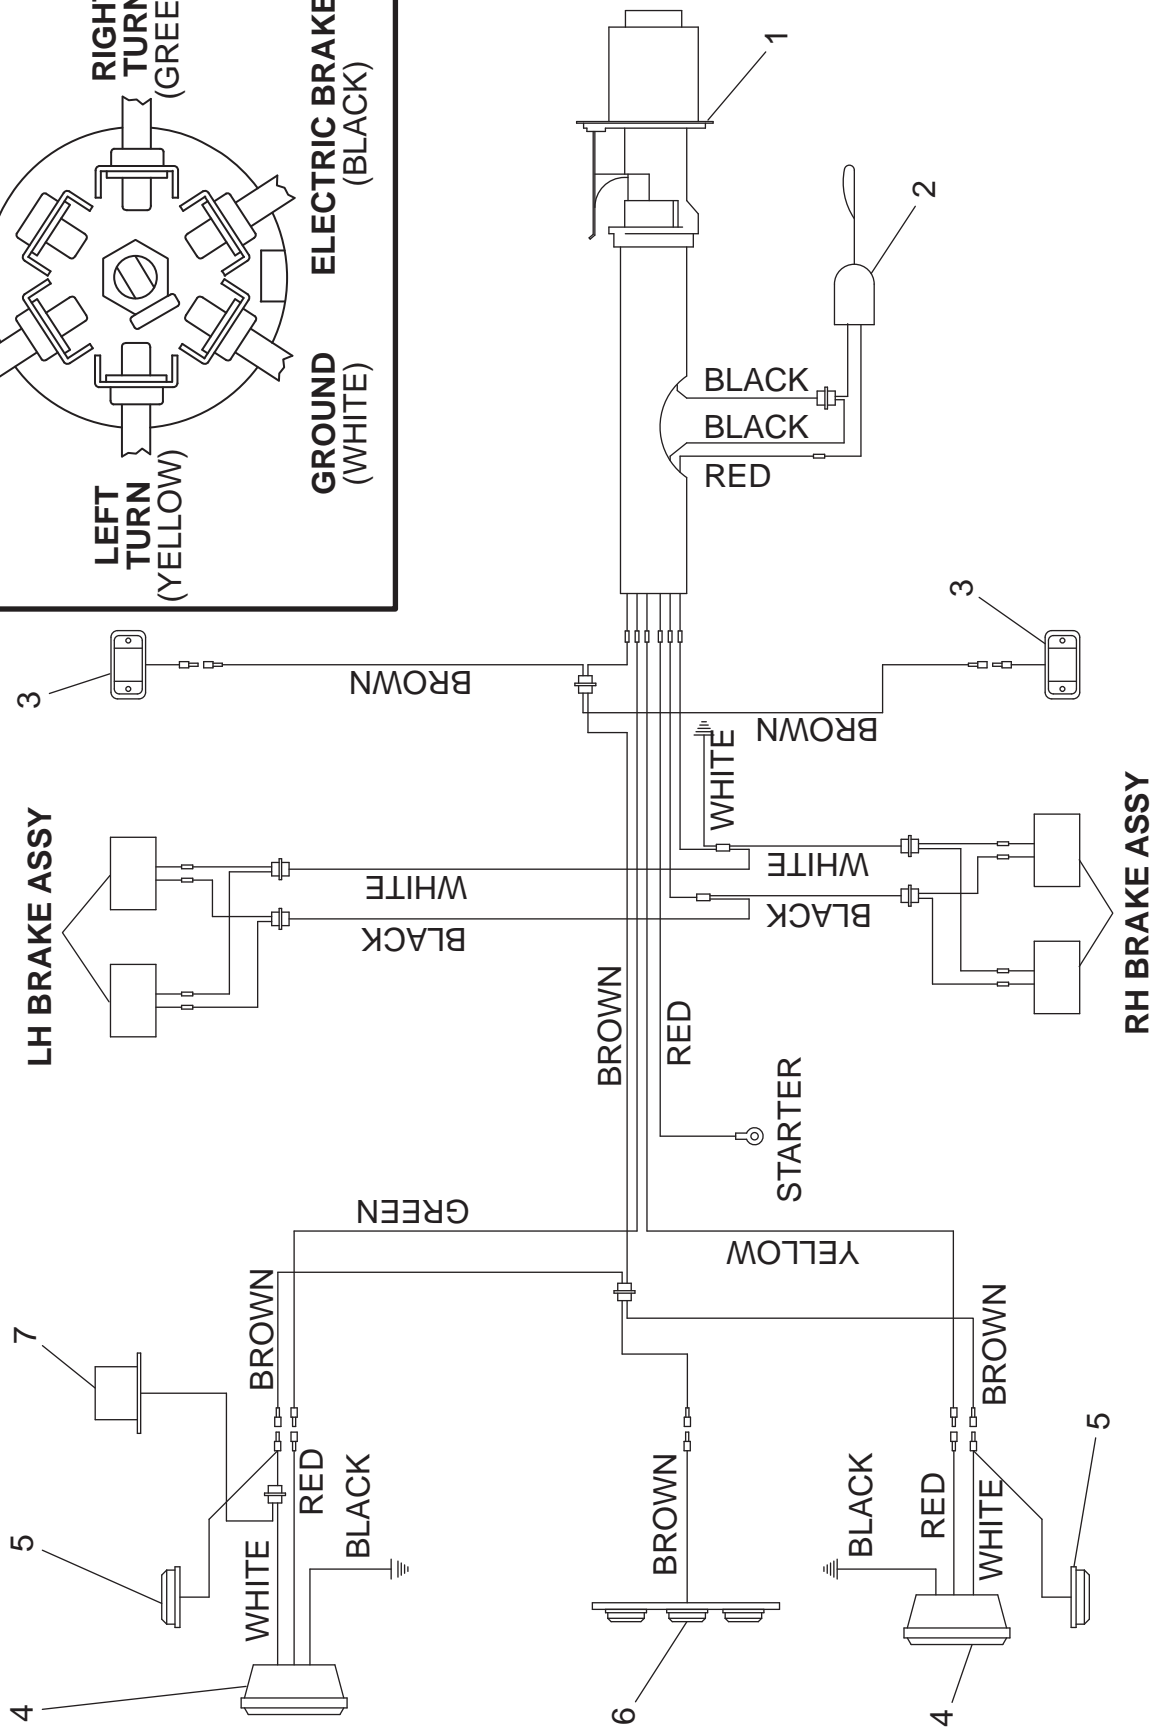 RIGHT
TURN
(GREE
ELECTRIC BRAKE
(BLACK)
LEFT
TURN
(YELLOW)
GROUND
(WHITE)
1
2
BLACK
BLACK
RED
3
BROWN
3
BROWN
WHITE
LH BRAKE ASSY
WHITE
BLACK
WHITE
BLACK
RH BRAKE ASSY
BROWN
RED
STARTER
GREEN
YELLOW
7
BROWN
5
RED
BLACK
WHITE
4
BROWN
6
BROWN
5
BLACK
RED
WHITE
4